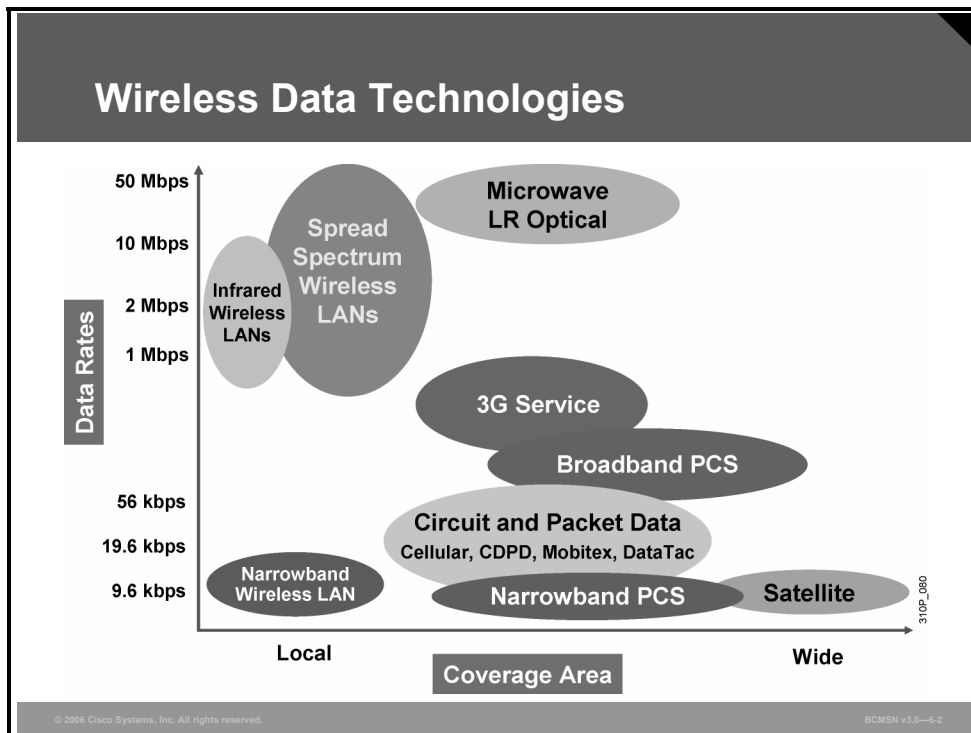 Wireless Data Technologies
50 Mbps
10 Mbps
2 Mbps
1 Mbps
56 kbps
19.6 kbps
9.6 kbps
Data Rates
Infrared
Wireless
LANs
Spread
Spectrum
Wireless
LANs
Microwave
LR Optical
3G Service
Broadband PCS
Circuit and Packet Data
Cellular, CDPD, Mobitex, DataTac
Narrowband
Wireless LAN
Narrowband PCS
Satellite
310P_080
Local
Wide
Coverage Area
© 2006 Cisco Systems, Inc. All rights reserved.
BCMSN v3.0—6-2